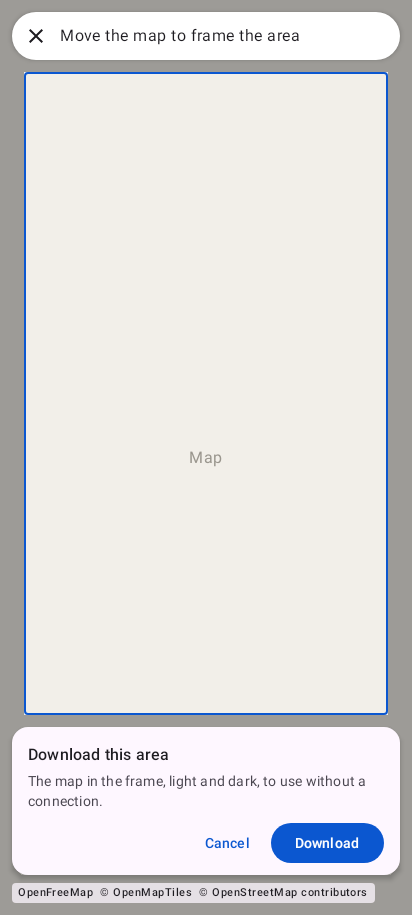 Move the map to frame the area
Map
Download this area
The map in the frame, light and dark, to use without a
connection.
Cancel Download
OpenFreeMap © OpenMapTiles © OpenStreetMap contributors